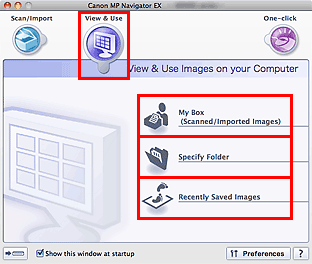 Canon MP Navigator EX
Scan/Import
View & Use
One-click
View & Use Images on your Computer
My Box
(Scanned/Imported Images)
Specify Folder
Recently Saved Images
Show this window at startup
Preferences
?